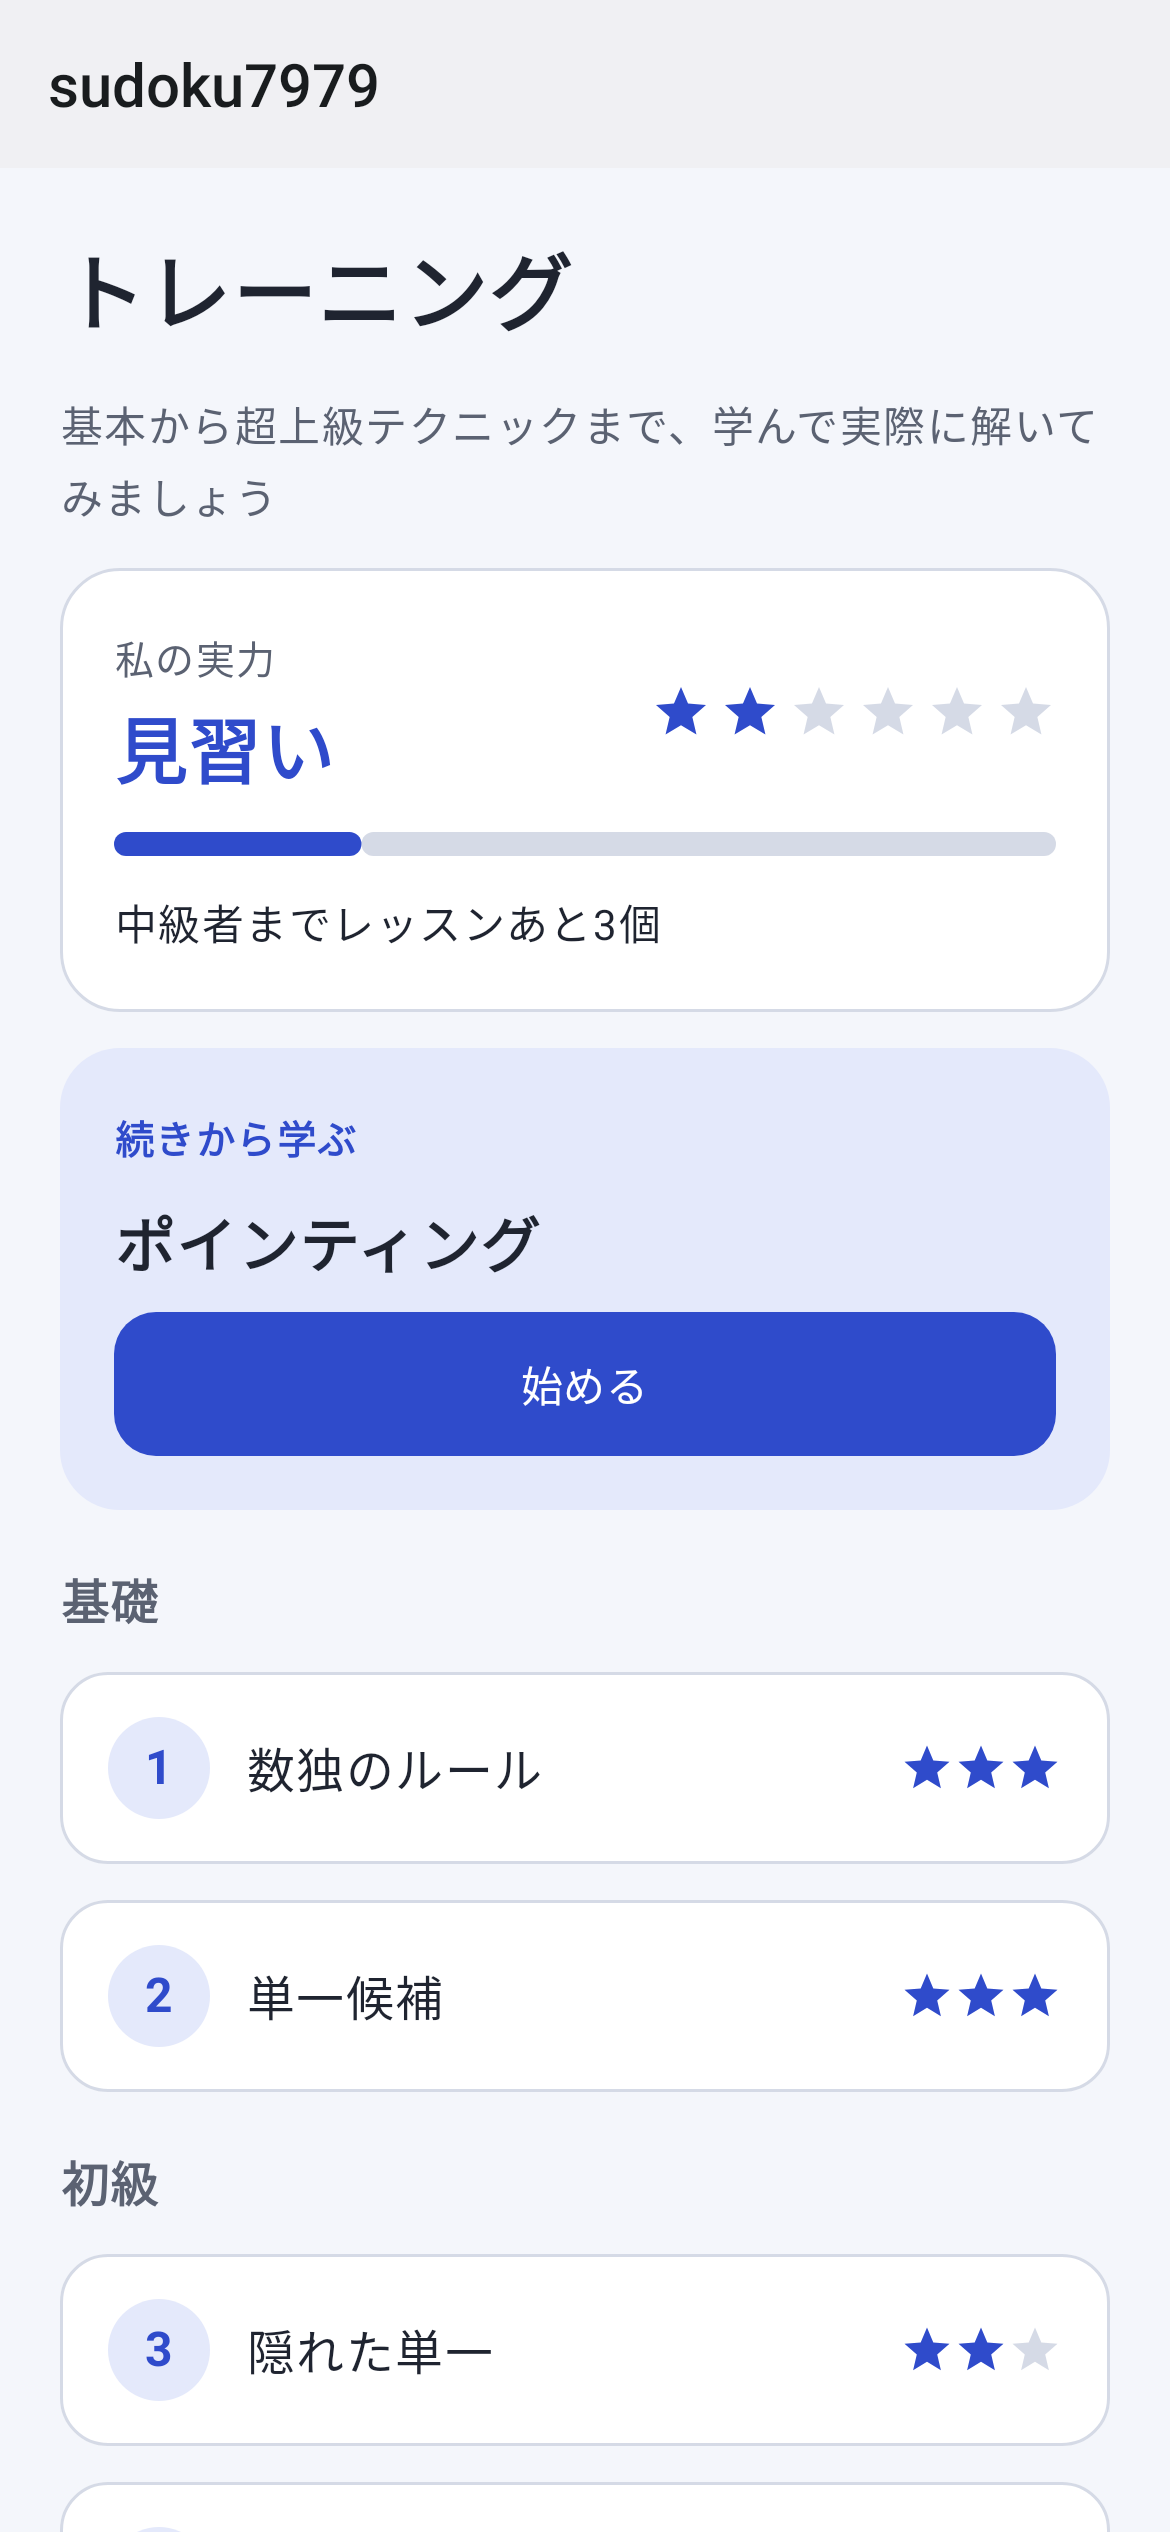 sudoku7979
トレーニング
基本から超上級テクニックまで、学んで実際に解いて
みましょう
私の実力
見習い
中級者までレッスンあと3個
続きから学ぶ
ポインティング
始める
基礎
1 数独のルール
2 単一候補
初級
3 隠れた単一